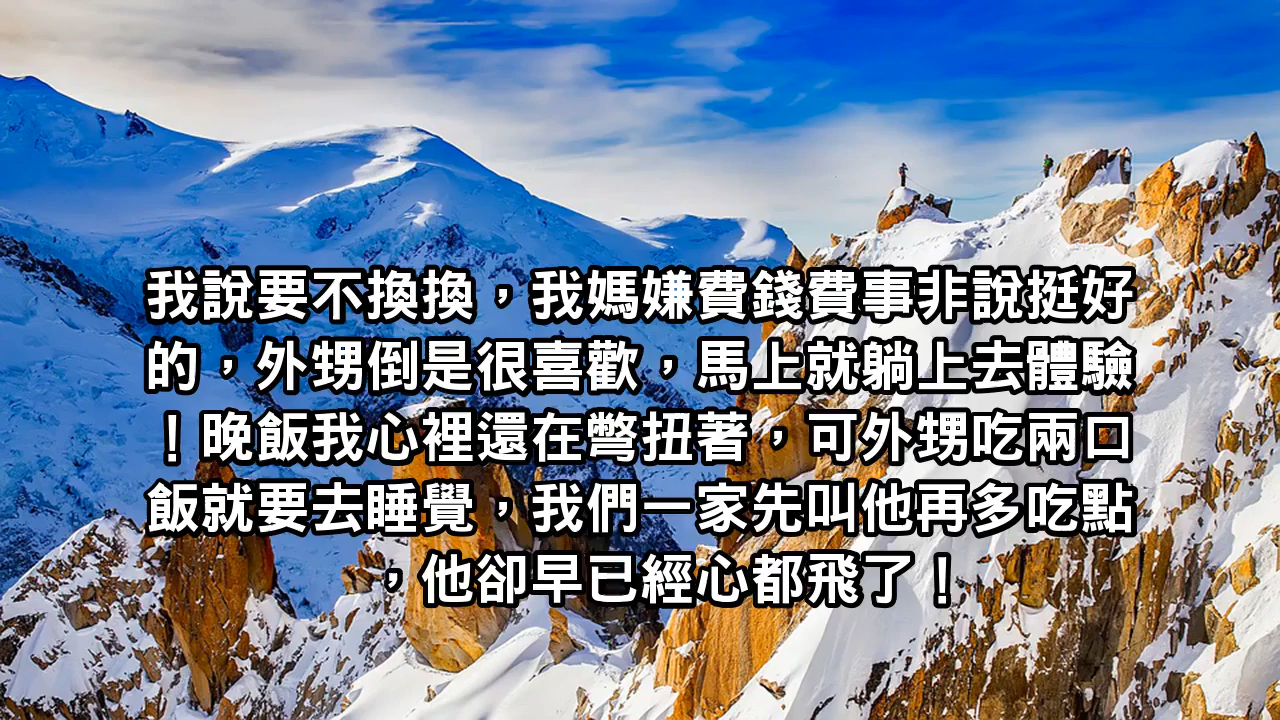 我說要不換換，我媽嫌費錢費事非說挺好
的，外甥倒是很喜歡，馬上就躺上去體驗
！晚飯我心裡還在彆扭著，可外甥吃兩口
飯就要去睡覺，我們一家先叫他再多吃點
，他卻早已經心都飛了！